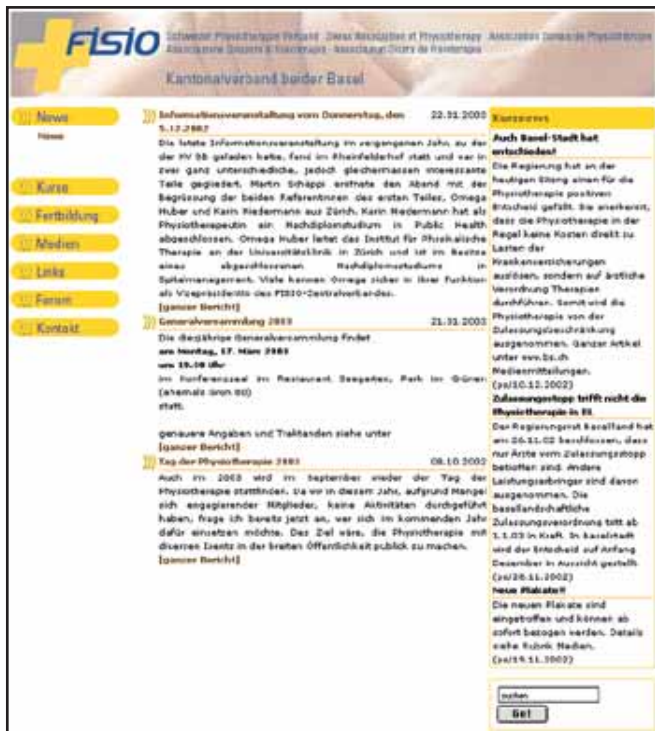 FISIO
Schweizer Physiotherapie Verband Swiss Association of Physiotherapy Association Suisse de Physiothérapie
Associazione Svizzera di Fisioterapia Associaziun Svizra da Fisioterapia
Kantonalverband beider Basel
News
News
Kurse
Fortbildung
Medien
Links
Forum
Kontakt
Informationsveranstaltung vom Donnerstag, den 22.01.2003
5.12.2002
Die letzte Informationsveranstaltung im vergangenen Jahr, zu der
der KV BB geladen hatte, fand im Rheinfelderhof statt und war in
zwei ganz unterschiedliche, jedoch gleichermassen interessante
Teile gegliedert. Martin Schäppi eröffnete den Abend mit der
Begrüssung der beiden Referentinnen des ersten Teiles, Omega
Huber und Karin Niedermann aus Zürich. Karin Niedermann hat als
Physiotherapeutin ein Nachdiplomstudium in Public Health
abgeschlossen. Omega Huber leitet das Institut für Physikalische
Therapie an der Universitätsklinik in Zürich und ist im Besitze
eines abgeschlossenen Nachdiplomstudiums in
Spitalmanagement. Viele kennen Omega sicher in ihrer Funktion
als Vizepräsidentin des FISIO-Zentralverbandes.
[ganzer Bericht]
Generalversammlung 2003 21.01.2003
Die diesjährige Generalversammlung findet
am Montag, 17. März 2003
um 19.30 Uhr
im Konferenzsaal im Restaurant Seegarten, Park im Grünen
(ehemals Grün 80)
statt.
genauere Angaben und Traktanden siehe unter
[ganzer Bericht]
Tag der Physiotherapie 2003 08.10.2002
Auch im 2003 wird im September wieder der Tag der
Physiotherapie stattfinden. Da wir in diesem Jahr, aufgrund Mangel
sich engagierender Mitglieder, keine Aktivitäten durchgeführt
haben, frage ich bereits jetzt an, wer sich im kommenden Jahr
dafür einsetzen möchte. Das Ziel wäre, die Physiotherapie mit
diversen Events in der breiten Öffentlichkeit publick zu machen.
[ganzer Bericht]
Kurznews
Auch Basel-Stadt hat
entschieden!
Die Regierung hat an der
heutigen Sitzung einen für die
Physiotherapie positiven
Entscheid gefällt. Sie anerkennt,
dass die Physiotherapie in der
Regel keine Kosten direkt zu
Lasten der
Krankenversicherungen
auslösen, sondern auf ärztliche
Verordnung Therapien
durchführen. Somit wird die
Physiotherapie von der
Zulassungsbeschränkung
ausgenommen. Ganzer Artikel
unter www.bs.ch
Medienmitteilungen.
(ps/10.12.2002)
Zulassungsstopp trifft nicht die
Physiotherapie in BL
Der Regierungsrat Baselland hat
am 26.11.02 beschlossen, dass
nur Ärzte vom Zulassungsstopp
betroffen sind. Andere
Leistungserbringer sind davon
ausgenommen. Die
basellandschaftliche
Zulassungsverordnung tritt ab
1.1.03 in Kraft. In Baselstadt
wird der Entscheid auf Anfang
Dezember in Aussicht gestellt.
(ps/28.11.2002)
Neue Plakate!!
Die neuen Plakate sind
eingetroffen und können ab
sofort bezogen werden. Details
siehe Rubrik Medien.
(ps/19.11.2002)
suchen
Go!